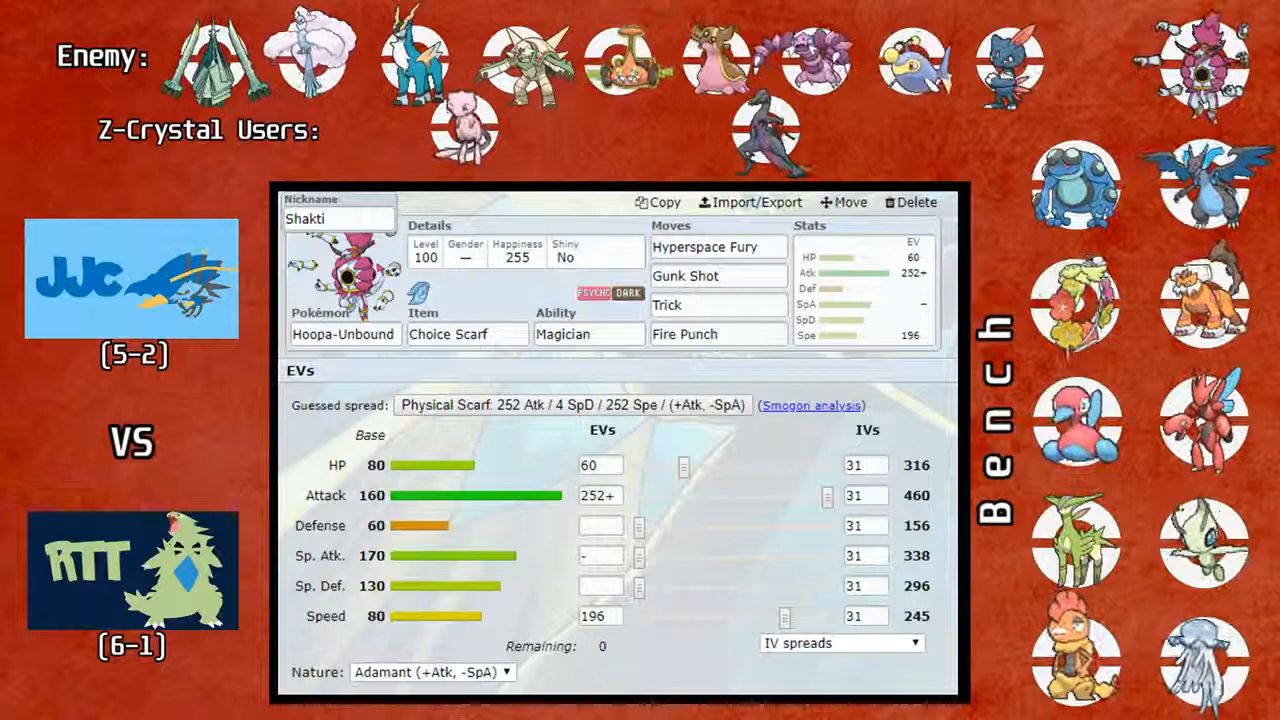 Enemy:
Z-Crystal Users:
JJC
(5-2)
VS
RTT
(6-1)
Nickname
Shakti
Copy Import/Export Move Delete
Details
Level Gender Happiness Shiny
100 — 255 No
PSYCHC DARK
Pokémon Item Ability
Hoopa-Unbound Choice Scarf Magician
Moves
Hyperspace Fury
Gunk Shot
Trick
Fire Punch
Stats
EV
HP 60
Atk 252+
Def
SpA –
SpD
Spe 196
EVs
Guessed spread: Physical Scarf: 252 Atk / 4 SpD / 252 Spe / (+Atk, -SpA) (Smogon analysis)
Base EVs IVs
HP 80 60 31 316
Attack 160 252+ 31 460
Defense 60 31 156
Sp. Atk. 170 - 31 338
Sp. Def. 130 31 296
Speed 80 196 31 245
Remaining: 0 IV spreads
Nature: Adamant (+Atk, -SpA)
Bench